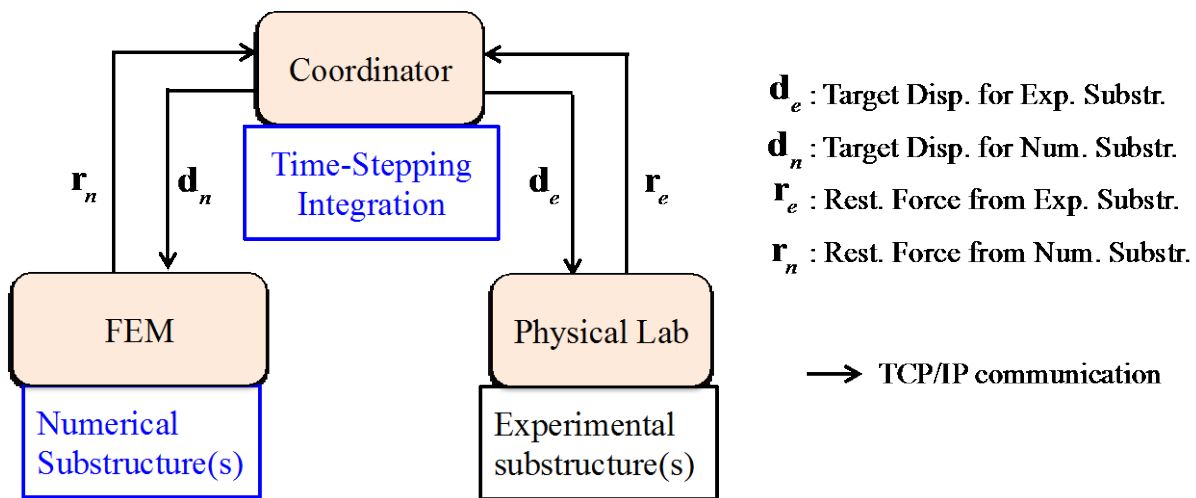 Coordinator
Time-Stepping
Integration
r_n
d_n
d_e
r_e
FEM
Numerical
Substructure(s)
Physical Lab
Experimental
substructure(s)
d_e : Target Disp. for Exp. Substr.
d_n : Target Disp. for Num. Substr.
r_e : Rest. Force from Exp. Substr.
r_n : Rest. Force from Num. Substr.
TCP/IP communication